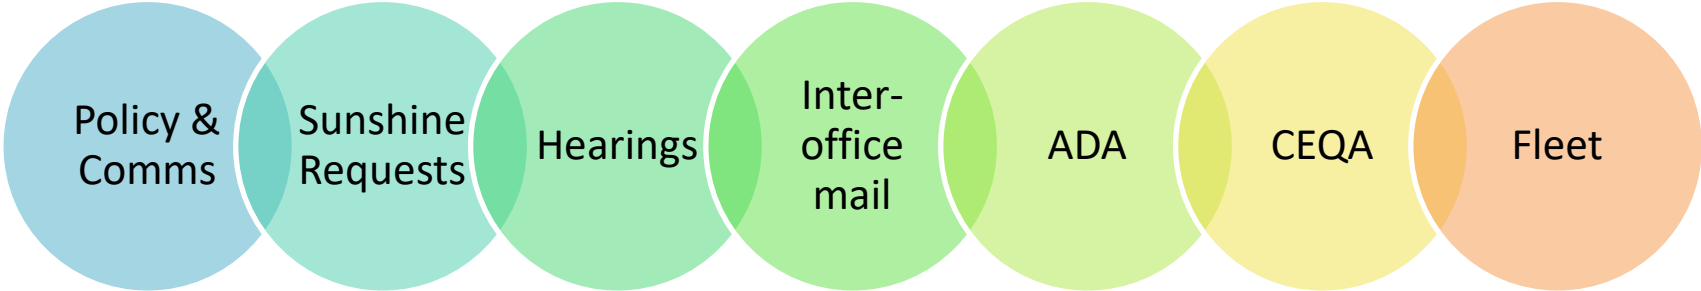 Policy &
Comms
Sunshine
Requests
Hearings
Inter-
office
mail
ADA
CEQA
Fleet